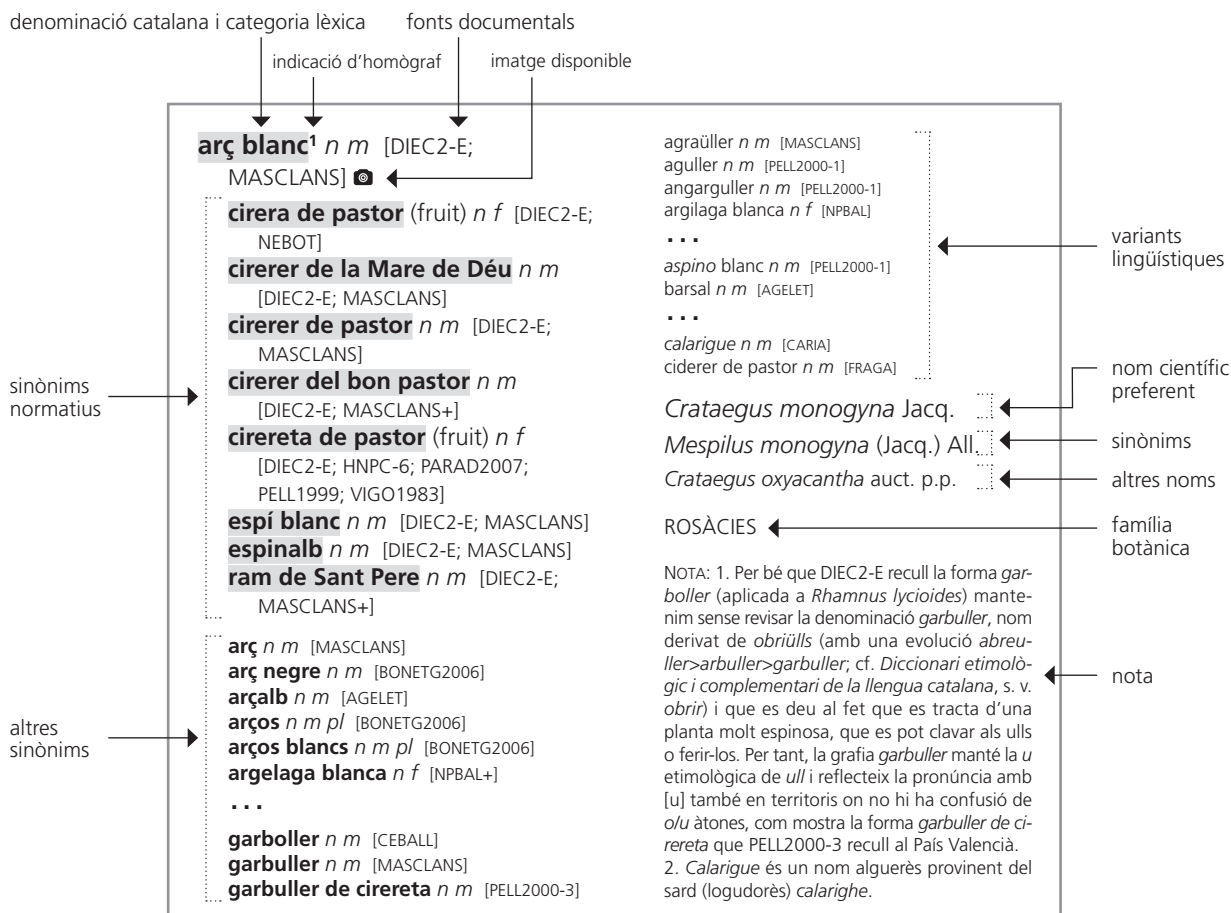 denominació catalana i categoria lèxica
fonts documentals
indicació d'homògraf
imatge disponible
arç blanc¹ n m [DIEC2-E;
MASCLANS]
cirera de pastor (fruit) n f [DIEC2-E;
NEBOT]
cirerer de la Mare de Déu n m
[DIEC2-E; MASCLANS]
cirerer de pastor n m [DIEC2-E;
MASCLANS]
cirerer del bon pastor n m
[DIEC2-E; MASCLANS+]
cirereta de pastor (fruit) n f
[DIEC2-E; HNPC-6; PARAD2007;
PELL1999; VIGO1983]
espí blanc n m [DIEC2-E; MASCLANS]
espinalb n m [DIEC2-E; MASCLANS]
ram de Sant Pere n m [DIEC2-E;
MASCLANS+]
sinònims
normatius
arç n m [MASCLANS]
arç negre n m [BONETG2006]
arçalb n m [AGELET]
arços n m pl [BONETG2006]
arços blancs n m pl [BONETG2006]
argelaga blanca n f [NPBAL+]
...
garboller n m [CEBALL]
garbuller n m [MASCLANS]
garbuller de cirereta n m [PELL2000-3]
altres
sinònims
agraüller n m [MASCLANS]
aguller n m [PELL2000-1]
angarguller n m [PELL2000-1]
argilaga blanca n f [NPBAL]
...
aspino blanc n m [PELL2000-1]
barsal n m [AGELET]
...
calarigue n m [CARIA]
ciderer de pastor n m [FRAGA]
variants
lingüístiques
Crataegus monogyna Jacq.
nom científic
preferent
Mespilus monogyna (Jacq.) All.
sinònims
Crataegus oxyacantha auct. p.p.
altres noms
ROSÀCIES
família
botànica
NOTA: 1. Per bé que DIEC2-E recull la forma gar-
boller (aplicada a Rhamnus lycioides) mante-
nim sense revisar la denominació garbuller, nom
derivat de obriülls (amb una evolució abreu-
ller>arbuller>garbuller; cf. Diccionari etimolò-
gic i complementari de la llengua catalana, s. v.
obrir) i que es deu al fet que es tracta d'una
planta molt espinosa, que es pot clavar als ulls
o ferir-los. Per tant, la grafia garbuller manté la u
etimològica de ull i reflecteix la pronúncia amb
[u] també en territoris on no hi ha confusió de
o/u àtones, com mostra la forma garbuller de ci-
rereta que PELL2000-3 recull al País Valencià.
2. Calarigue és un nom alguerès provinent del
sard (logudorès) calarighe.
nota